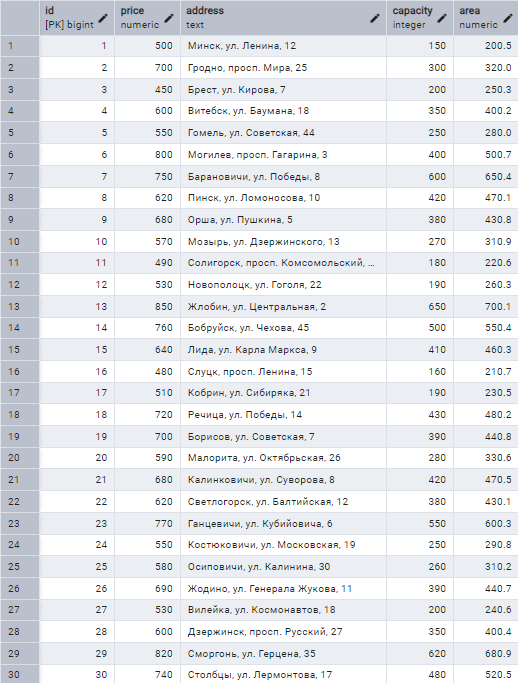 id price address capacity area
[PK] bigint numeric text integer numeric
1 1 500 Минск, ул. Ленина, 12 150 200.5
2 2 700 Гродно, просп. Мира, 25 300 320.0
3 3 450 Брест, ул. Кирова, 7 200 250.3
4 4 600 Витебск, ул. Баумана, 18 350 400.2
5 5 550 Гомель, ул. Советская, 44 250 280.0
6 6 800 Могилев, просп. Гагарина, 3 400 500.7
7 7 750 Барановичи, ул. Победы, 8 600 650.4
8 8 620 Пинск, ул. Ломоносова, 10 420 470.1
9 9 680 Орша, ул. Пушкина, 5 380 430.8
10 10 570 Мозырь, ул. Дзержинского, 13 270 310.9
11 11 490 Солигорск, просп. Комсомольский, ... 180 220.6
12 12 530 Новополоцк, ул. Гоголя, 22 190 260.3
13 13 850 Жлобин, ул. Центральная, 2 650 700.1
14 14 760 Бобруйск, ул. Чехова, 45 500 550.4
15 15 640 Лида, ул. Карла Маркса, 9 410 460.3
16 16 480 Слуцк, просп. Ленина, 15 160 210.7
17 17 510 Кобрин, ул. Сибиряка, 21 190 230.5
18 18 720 Речица, ул. Победы, 14 430 480.2
19 19 700 Борисов, ул. Советская, 7 390 440.8
20 20 590 Малорита, ул. Октябрьская, 26 280 330.6
21 21 680 Калинковичи, ул. Суворова, 8 420 470.5
22 22 620 Светлогорск, ул. Балтийская, 12 380 430.1
23 23 770 Ганцевичи, ул. Кубийовича, 6 550 600.3
24 24 550 Костюковичи, ул. Московская, 19 250 290.8
25 25 580 Осиповичи, ул. Калинина, 30 260 310.2
26 26 690 Жодино, ул. Генерала Жукова, 11 390 440.7
27 27 530 Вилейка, ул. Космонавтов, 18 200 240.6
28 28 600 Дзержинск, просп. Русский, 27 350 400.4
29 29 820 Сморгонь, ул. Герцена, 35 620 680.9
30 30 740 Столбцы, ул. Лермонтова, 17 480 520.5